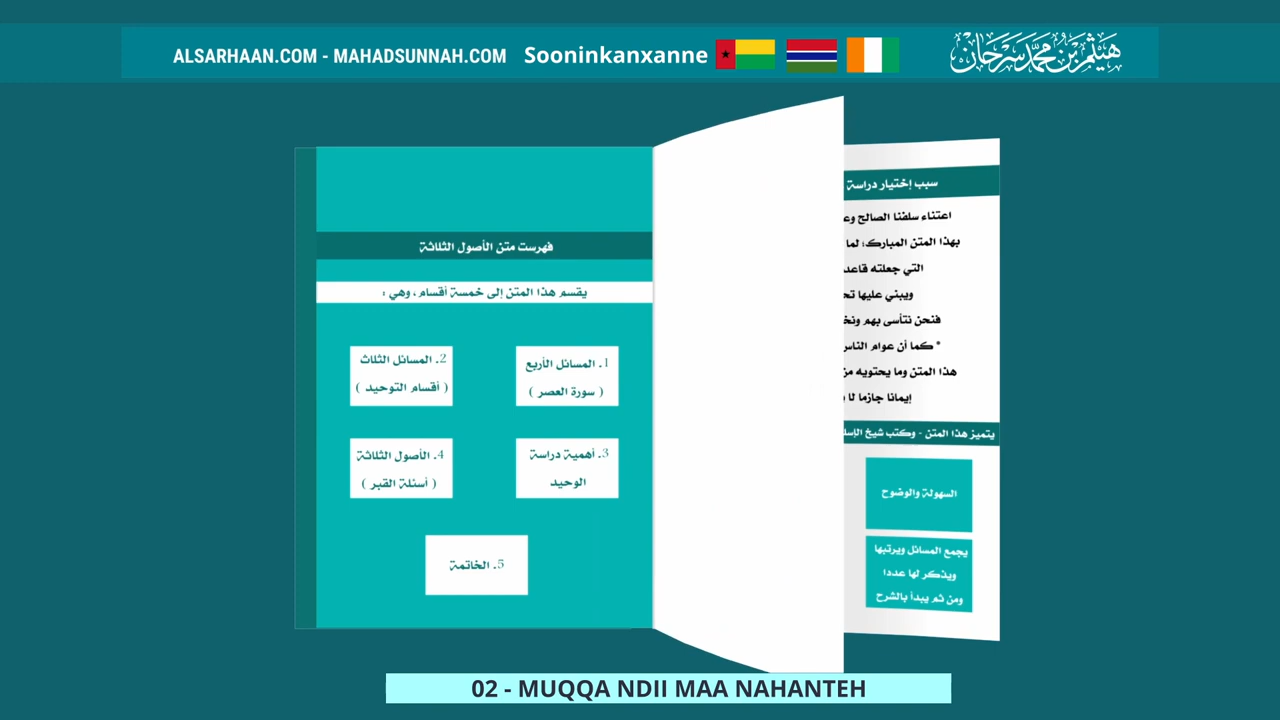 ALSARHAAN.COM - MAHADSUNNAH.COM Sooninkanxanne
هيثم بن محمد سرحان
فهرست متن الأصول الثلاثة
يقسم هذا المتن إلى خمسة أقسام، وهي :
1. المسائل الأربع
( سورة العصر )
2. المسائل الثلاث
( أقسام التوحيد )
3. أهمية دراسة
الوحيد
4. الأصول الثلاثة
( أسئلة القبر )
5. الخاتمة
سبب إختيار دراسة
اعتناء سلفنا الصالح
بهذا المتن المبارك؛ لما
التي جعلته
ويبني عليها
فنحن نتأسى بهم
* كما أن عوام الناس
هذا المتن وما يحتويه
إيمانا جازما لا
يتميز هذا المتن - وكتب شيخ
السهولة والوضوح
يجمع المسائل ويرتبها
ويذكر لها عددا
ومن ثم يبدأ بالشرح
02 - MUQQA NDII MAA NAHANTEH